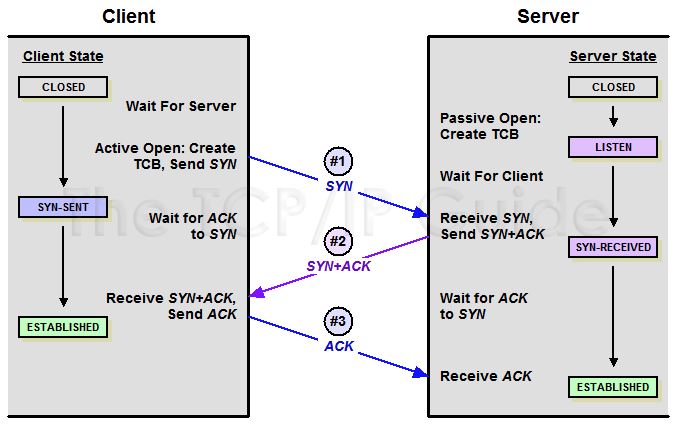 Client
Server
Client State
CLOSED
Wait For Server
Active Open: Create
TCB, Send SYN
SYN-SENT
Wait for ACK
to SYN
Receive SYN+ACK,
Send ACK
ESTABLISHED
#1
SYN
#2
SYN+ACK
#3
ACK
Server State
CLOSED
Passive Open:
Create TCB
LISTEN
Wait For Client
Receive SYN,
Send SYN+ACK
SYN-RECEIVED
Wait for ACK
to SYN
Receive ACK
ESTABLISHED
The TCP/IP Guide